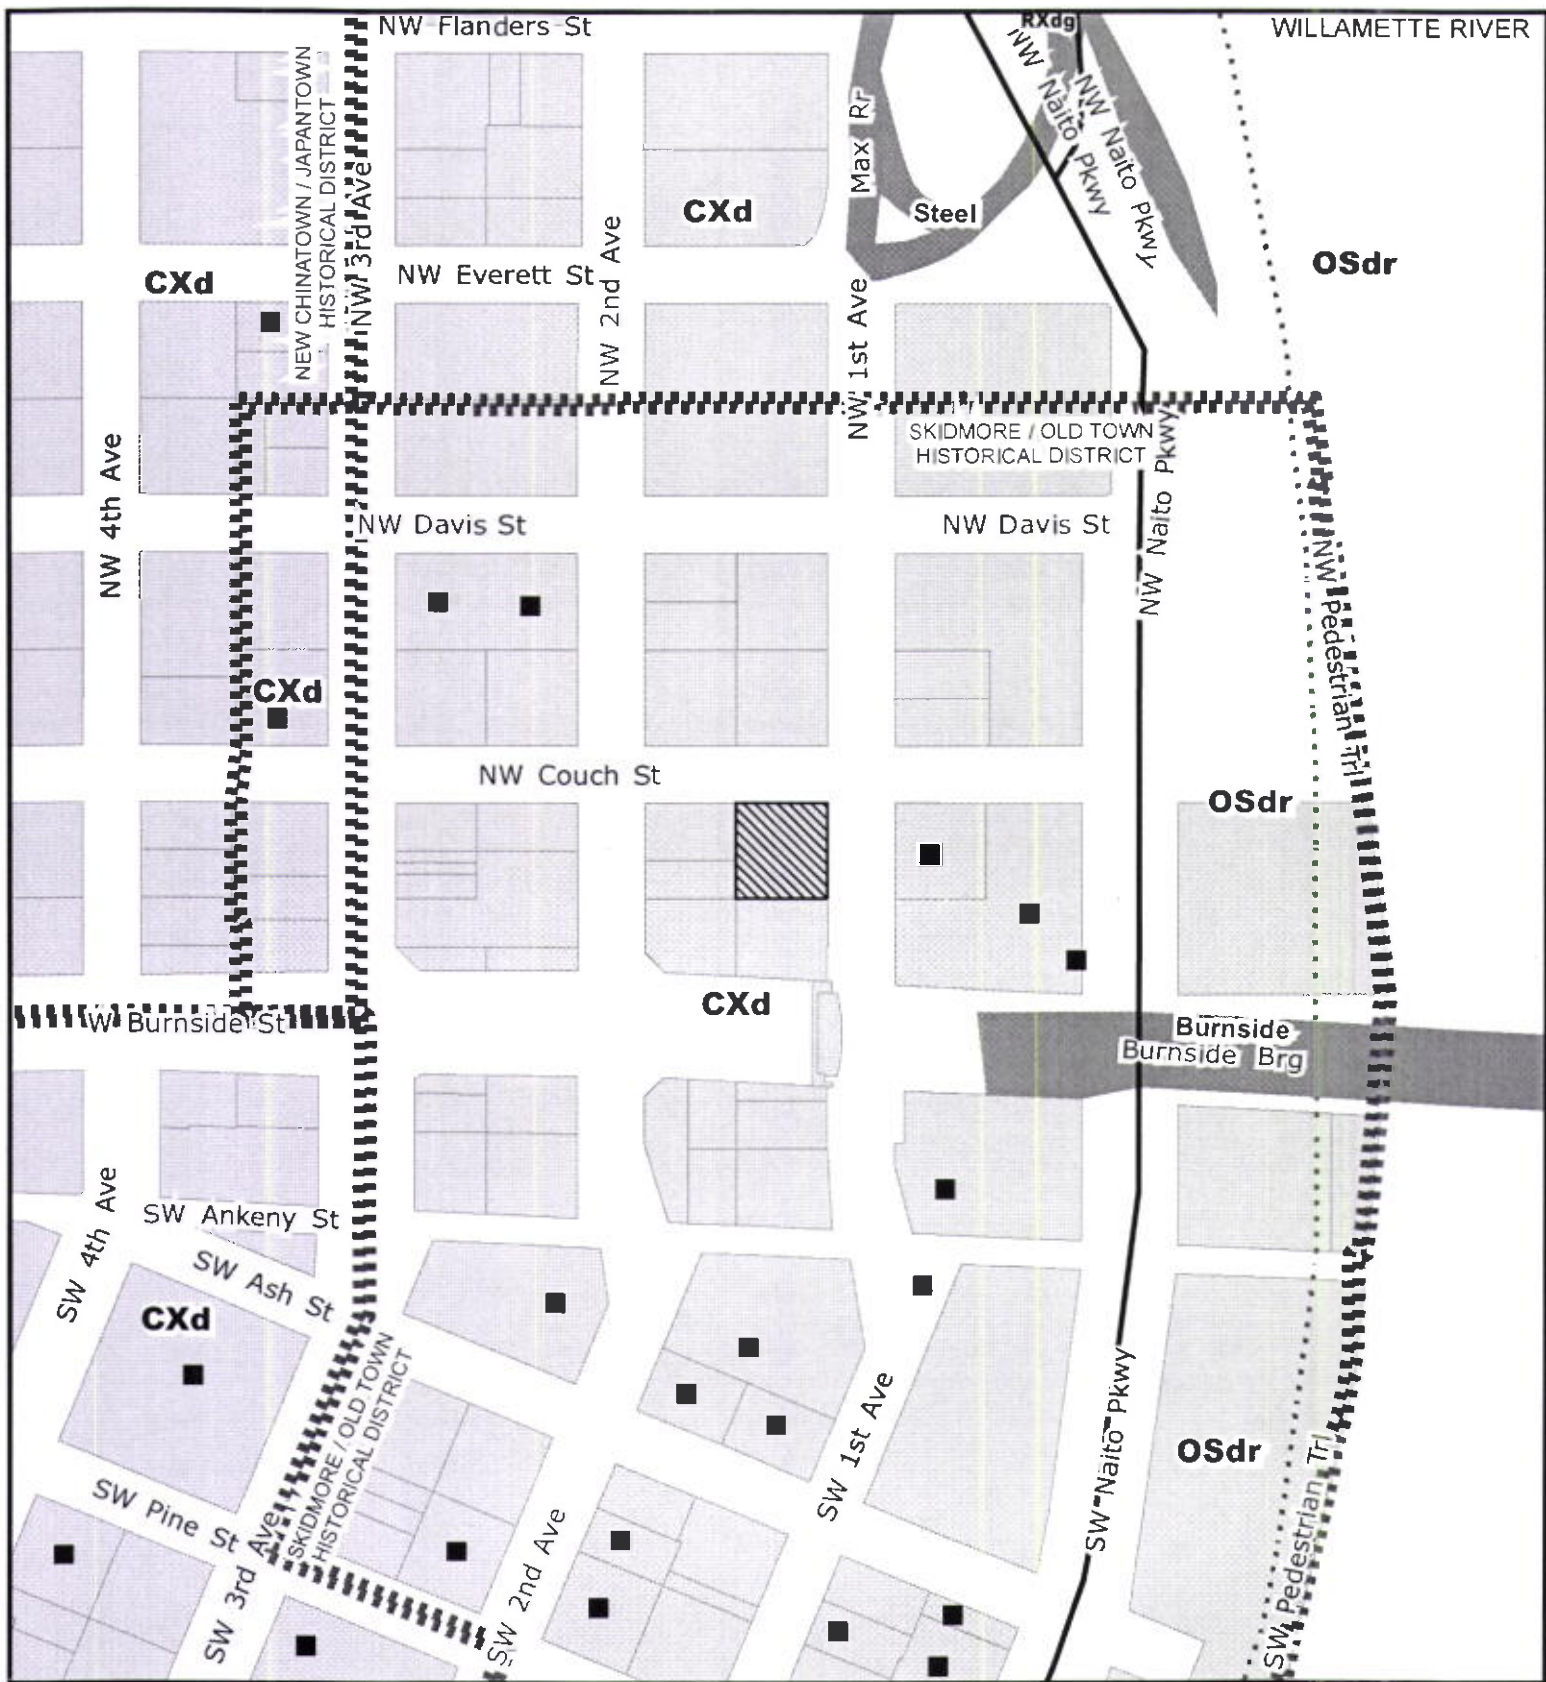 NW Flanders St
RXdg
WILLAMETTE RIVER
NEW CHINATOWN / JAPANTOWN
HISTORICAL DISTRICT
NW 3rd Ave
Max Rr
NW Naito Pkwy
NW Naito Pkwy
CXd
Steel
NW 2nd Ave
OSdr
CXd
NW Everett St
NW 1st Ave
SKIDMORE / OLD TOWN
HISTORICAL DISTRICT
NW Naito Pkwy
NW 4th Ave
NW Davis St
NW Davis St
NW Pedestrian Trl
CXd
NW Couch St
OSdr
CXd
W Burnside St
Burnside
Burnside Brg
SW 4th Ave
SW Ankeny St
SW Ash St
CXd
SKIDMORE / OLD TOWN
HISTORICAL DISTRICT
SW 1st Ave
SW Naito Pkwy
OSdr
SW Pine St
SW 3rd Ave
SW 2nd Ave
SW Pedestrian Trl